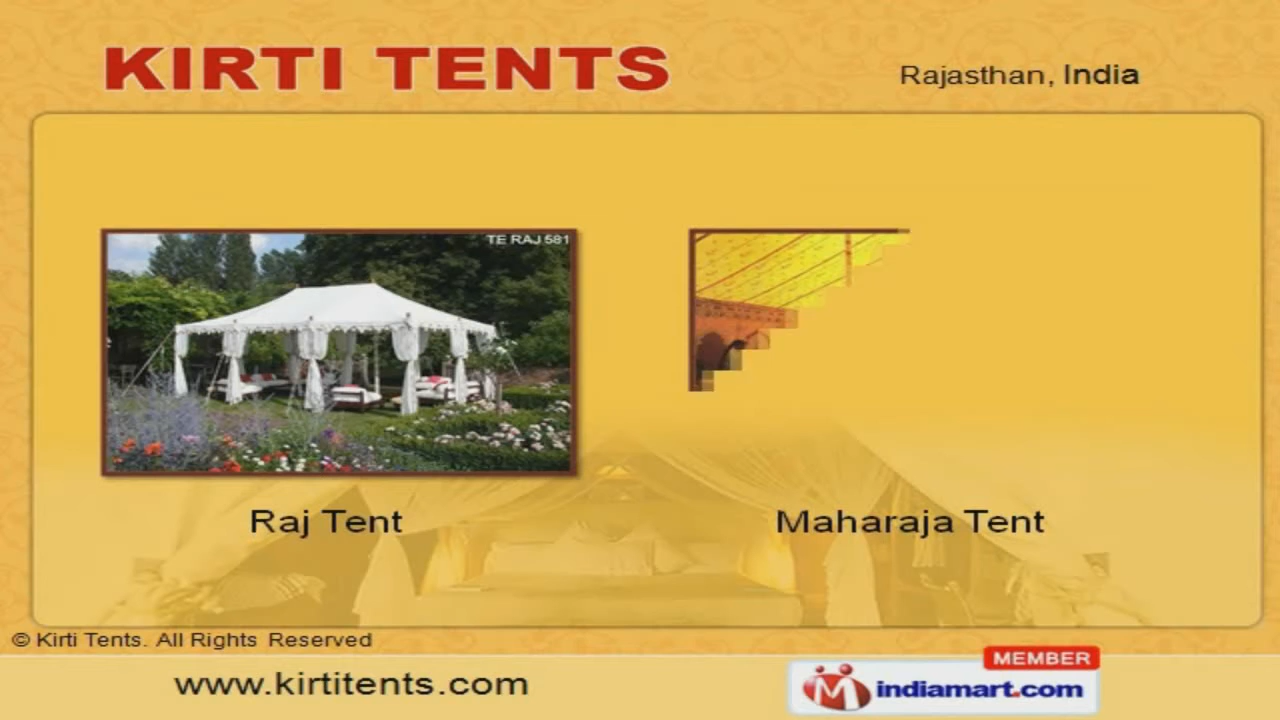 KIRTI TENTS
Rajasthan, India
TE RAJ 581
Raj Tent
Maharaja Tent
© Kirti Tents. All Rights Reserved
www.kirtitents.com
MEMBER
indiamart.com